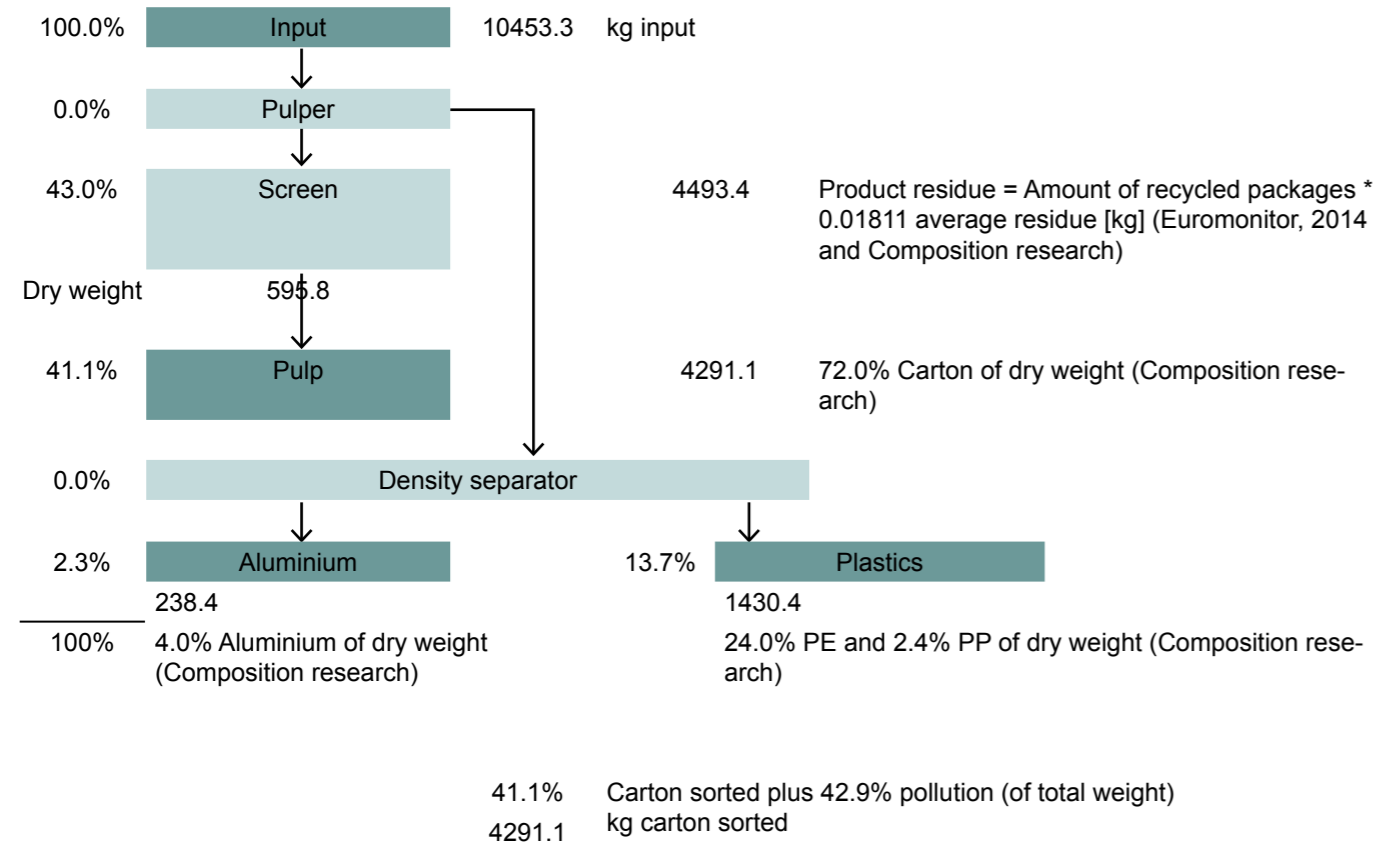 100.0% Input 10453.3 kg input
0.0% Pulper
43.0% Screen 4493.4 Product residue = Amount of recycled packages *
0.01811 average residue [kg] (Euromonitor, 2014
and Composition research)
Dry weight 595.8
41.1% Pulp 4291.1 72.0% Carton of dry weight (Composition rese-
arch)
0.0% Density separator
2.3% Aluminium 13.7% Plastics
238.4 1430.4
100% 4.0% Aluminium of dry weight 24.0% PE and 2.4% PP of dry weight (Composition rese-
(Composition research) arch)
41.1% Carton sorted plus 42.9% pollution (of total weight)
4291.1 kg carton sorted